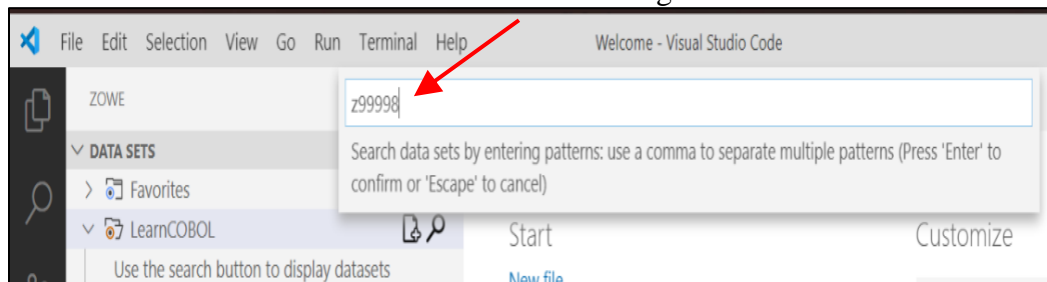 File Edit Selection View Go Run Terminal Help Welcome - Visual Studio Code
ZOWE
z99998
DATA SETS
Search data sets by entering patterns: use a comma to separate multiple patterns (Press 'Enter' to
confirm or 'Escape' to cancel)
Favorites
LearnCOBOL
Start
Customize
Use the search button to display datasets
New file